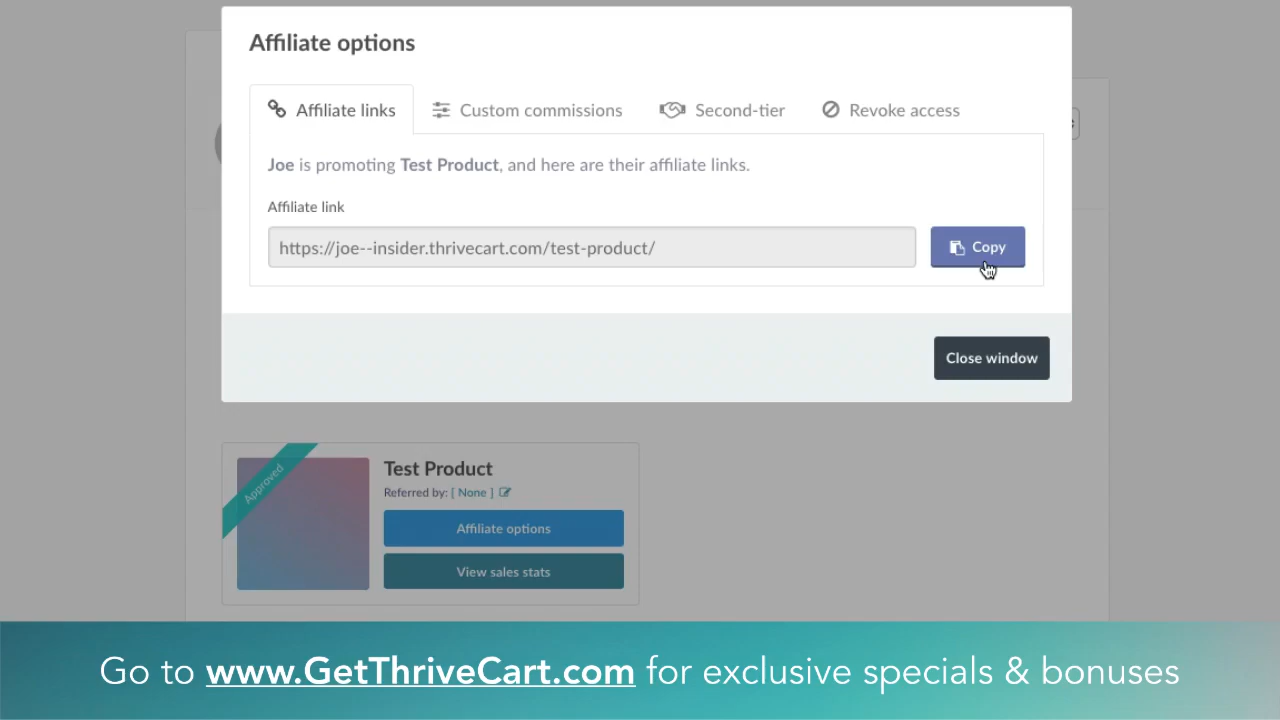 Affiliate options
Affiliate links Custom commissions Second-tier Revoke access
Joe is promoting Test Product, and here are their affiliate links.
Affiliate link
https://joe--insider.thrivecart.com/test-product/ Copy
Close window
Approved
Test Product
Referred by: [ None ]
Affiliate options
View sales stats
Go to www.GetThriveCart.com for exclusive specials & bonuses